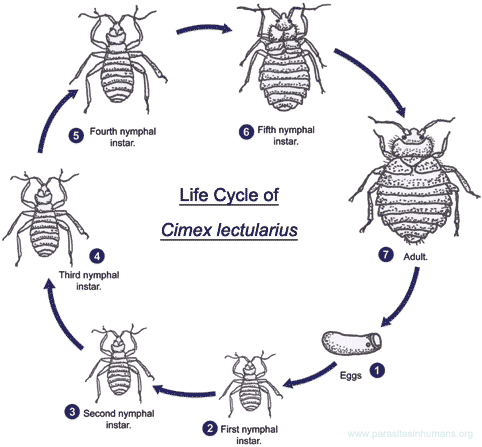 Life Cycle of
Cimex lectularius
1
Eggs
2 First nymphal
instar.
3 Second nymphal
instar.
4
Third nymphal
instar.
5 Fourth nymphal
instar.
6 Fifth nymphal
instar.
7 Adult.
www.parasitesinhumans.org